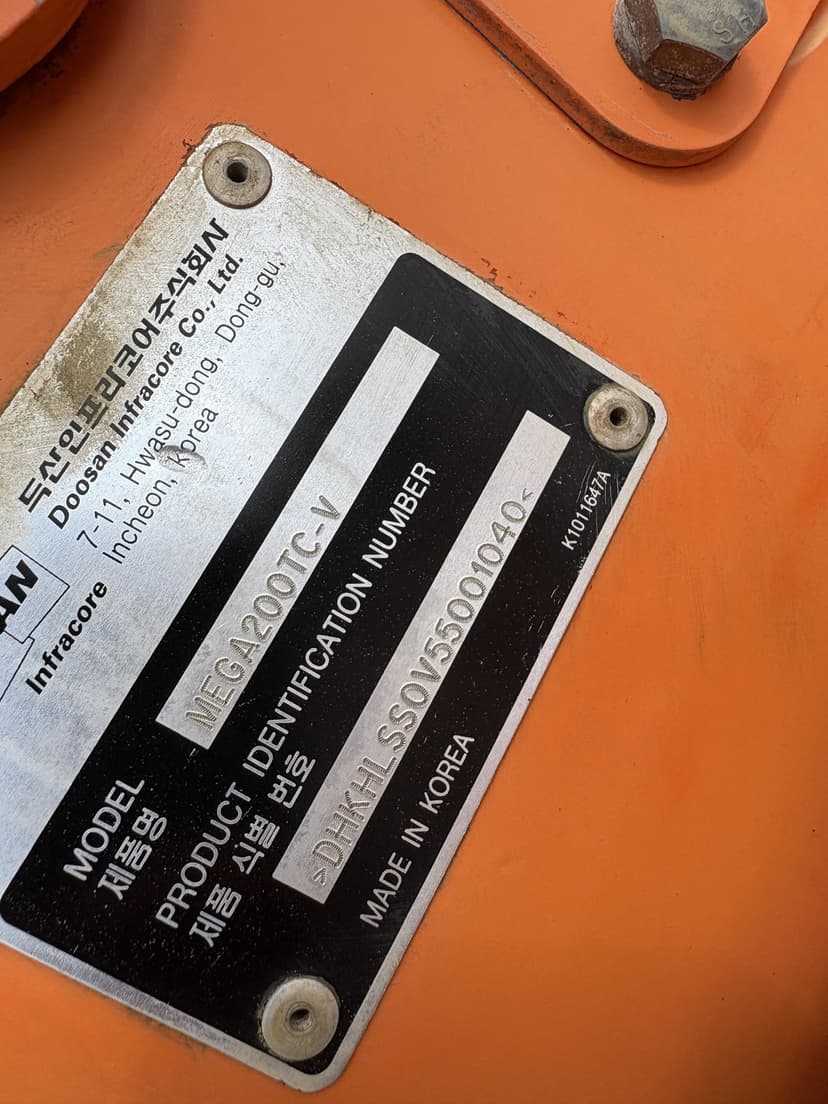 두산인프라코어주식회사
Doosan Infracore Co., Ltd.
7-11, Hwasu-dong, Dong-gu,
Incheon, Korea
AN
Infracore
MODEL
제품명
MEGA200TC-V
PRODUCT IDENTIFICATION NUMBER
제품 식별 번호
>DHKHLSS0V55001040<
MADE IN KOREA
K1011647A